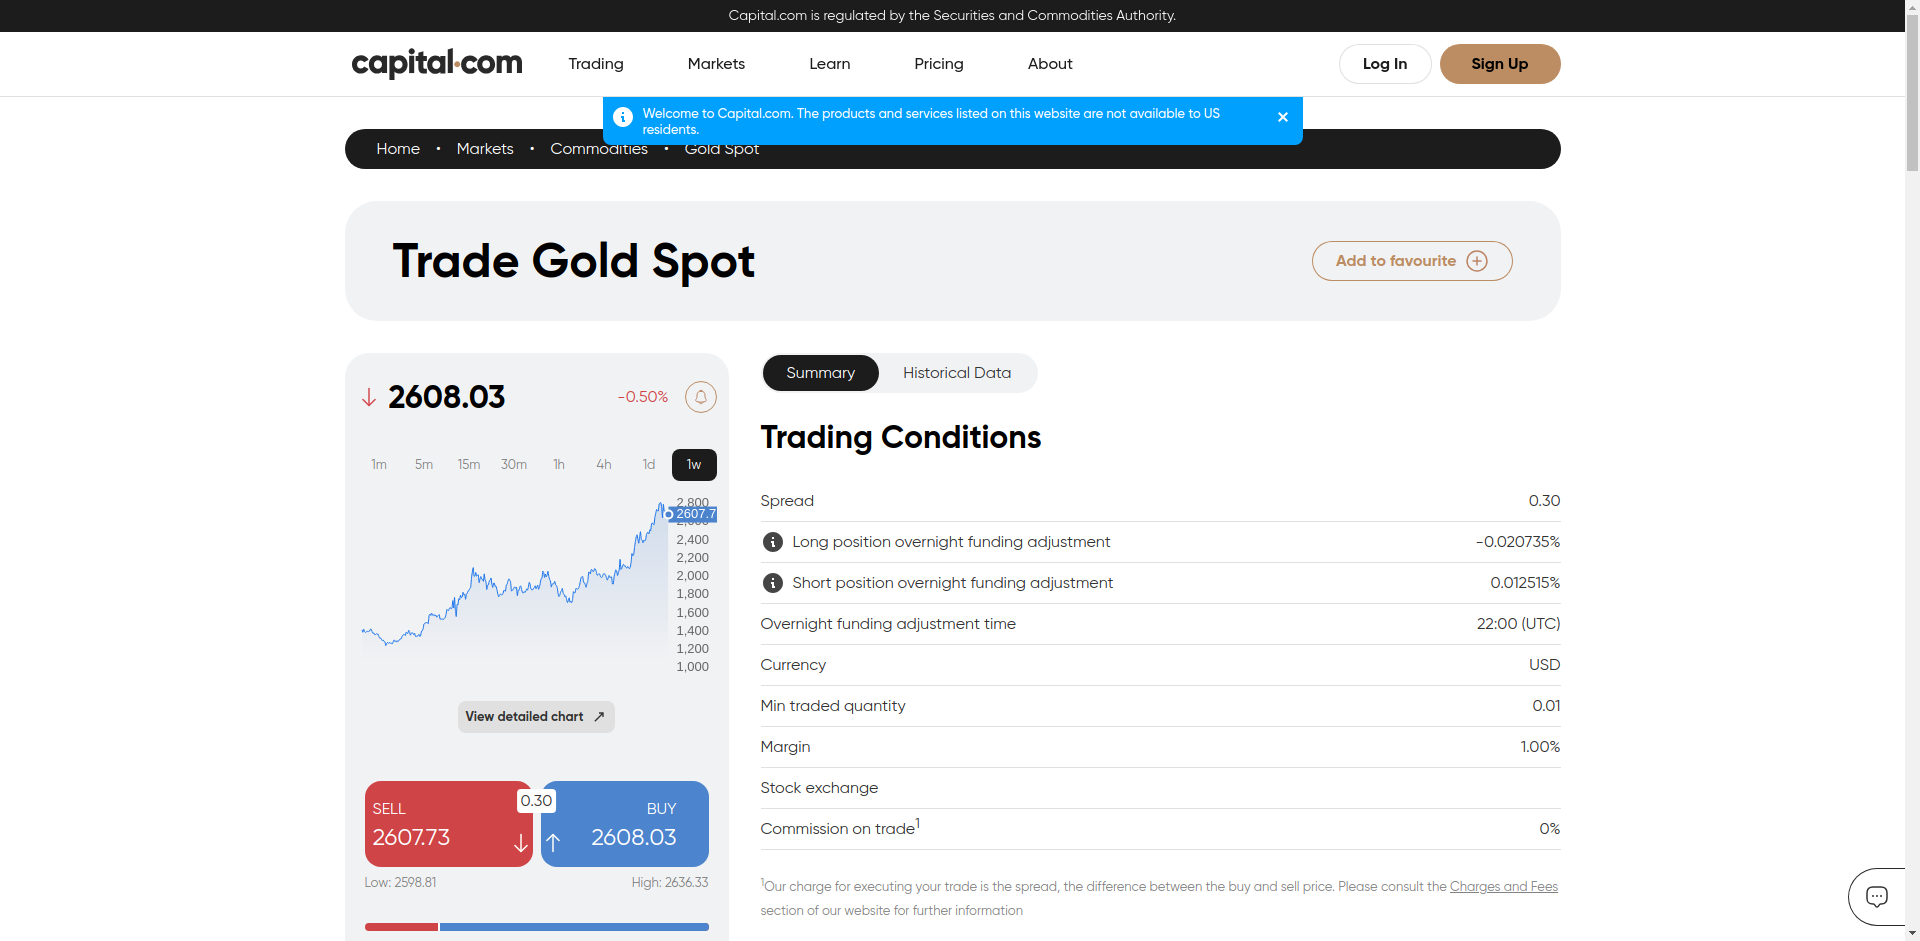 Capital.com is regulated by the Securities and Commodities Authority.
capital.com Trading Markets Learn Pricing About Log In Sign Up
Welcome to Capital.com. The products and services listed on this website are not available to US
residents.
Home • Markets • Commodities • Gold Spot
Trade Gold Spot
Add to favourite
2608.03 -0.50%
1m 5m 15m 30m 1h 4h 1d 1w
2,800
2607.7
2,400
2,200
2,000
1,800
1,600
1,400
1,200
1,000
View detailed chart
SELL 0.30 BUY
2607.73 2608.03
Low: 2598.81 High: 2636.33
Summary Historical Data
Trading Conditions
Spread 0.30
Long position overnight funding adjustment -0.020735%
Short position overnight funding adjustment 0.012515%
Overnight funding adjustment time 22:00 (UTC)
Currency USD
Min traded quantity 0.01
Margin 1.00%
Stock exchange
Commission on trade1 0%
1Our charge for executing your trade is the spread, the difference between the buy and sell price. Please consult the Charges and Fees
section of our website for further information